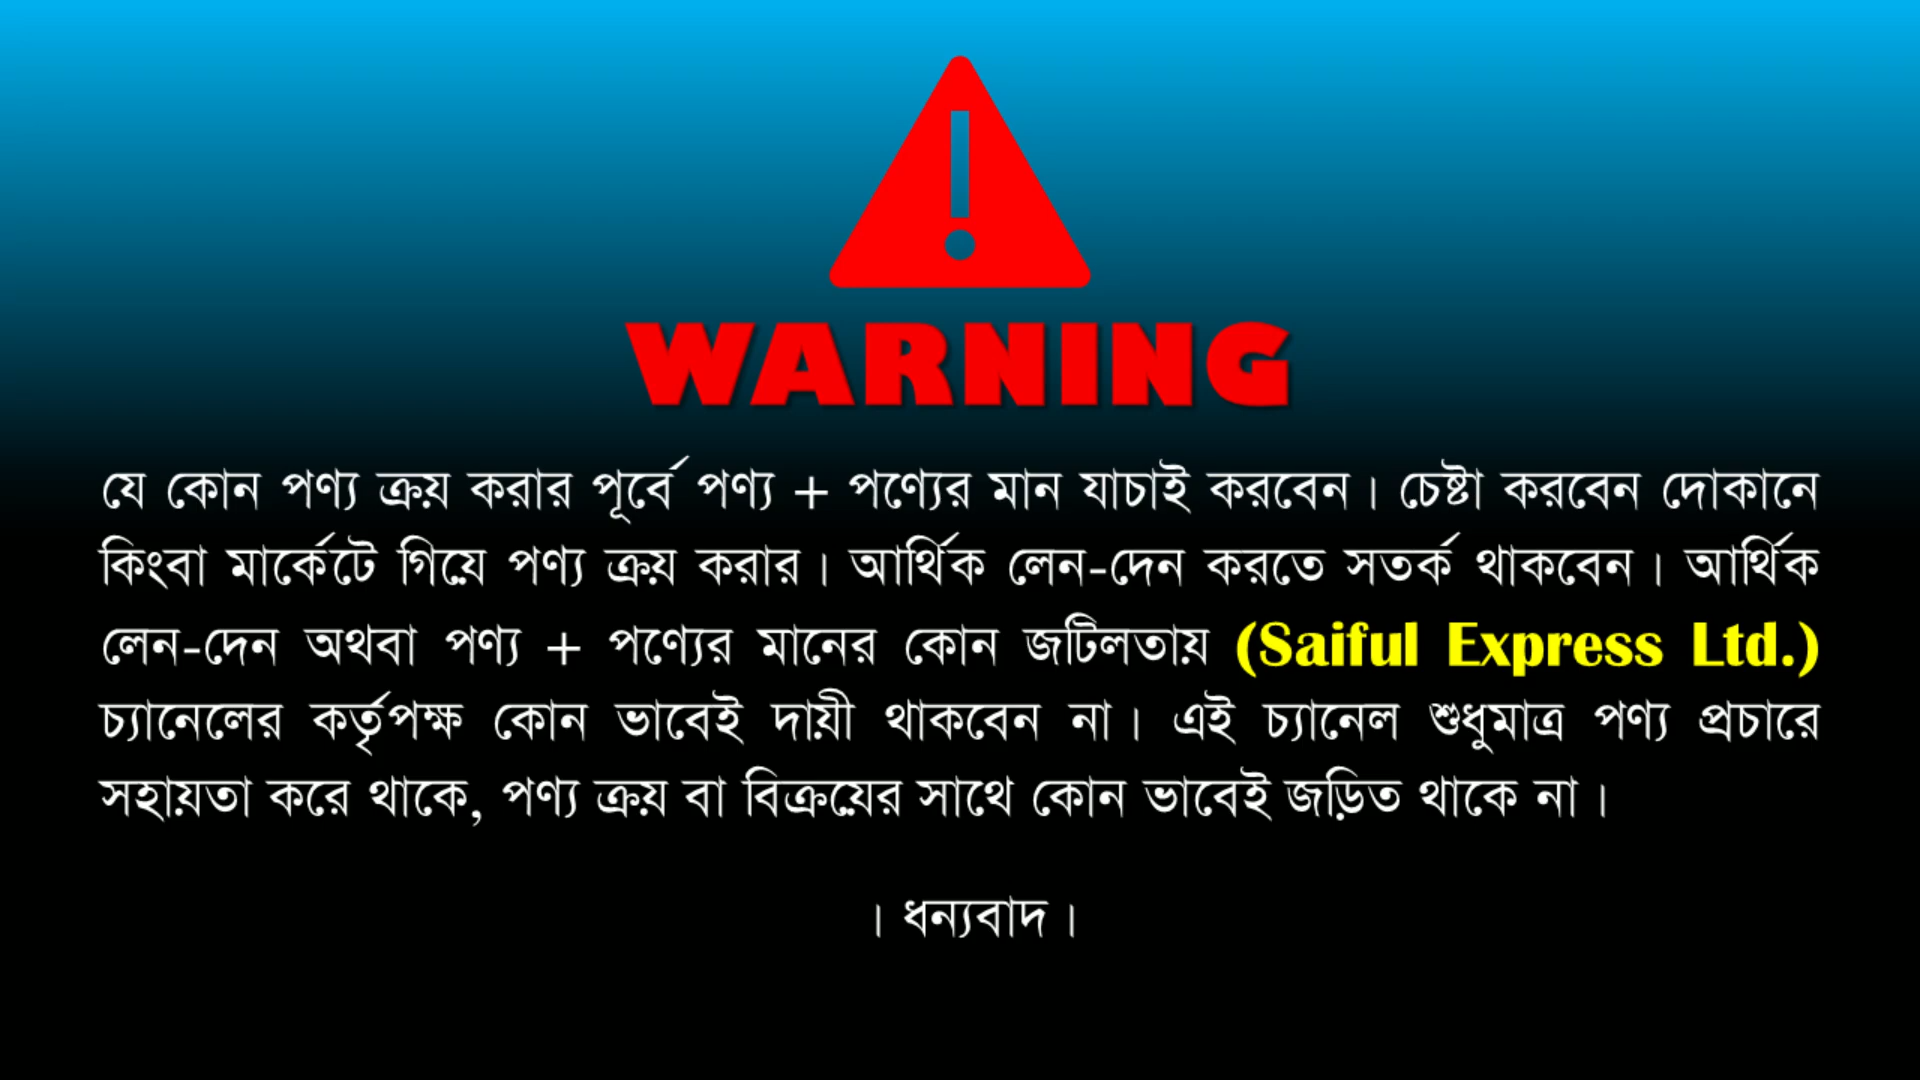 WARNING
যে কোন পণ্য ক্রয় করার পূর্বে পণ্য + পণ্যের মান যাচাই করবেন। চেষ্টা করবেন দোকানে
কিংবা মার্কেটে গিয়ে পণ্য ক্রয় করার। আর্থিক লেন-দেন করতে সতর্ক থাকবেন। আর্থিক
লেন-দেন অথবা পণ্য + পণ্যের মানের কোন জটিলতায় (Saiful Express Ltd.)
চ্যানেলের কর্তৃপক্ষ কোন ভাবেই দায়ী থাকবেন না। এই চ্যানেল শুধুমাত্র পণ্য প্রচারে
সহায়তা করে থাকে, পণ্য ক্রয় বা বিক্রয়ের সাথে কোন ভাবেই জড়িত থাকে না।
। ধন্যবাদ ।